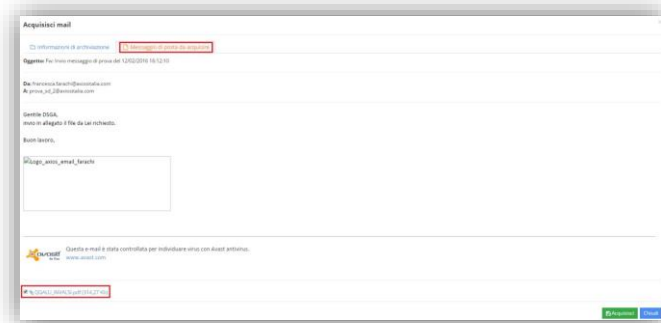 Acquisisci mail
Informazioni di archiviazione Messaggio di posta da acquisire
Oggetto: Fw: Invio messaggio di prova del 12/02/2016 16:12:10
Da: francesca.farachi@axiositalia.com
A: prova_sd_2@axiositalia.com
Gentile DSGA,
invio in allegato il file da Lei richiesto.
Buon lavoro,
Logo_axios_email_farachi
avast! Questa e-mail è stata controllata per individuare virus con Avast antivirus.
www.avast.com
Acquisisci Chiudi